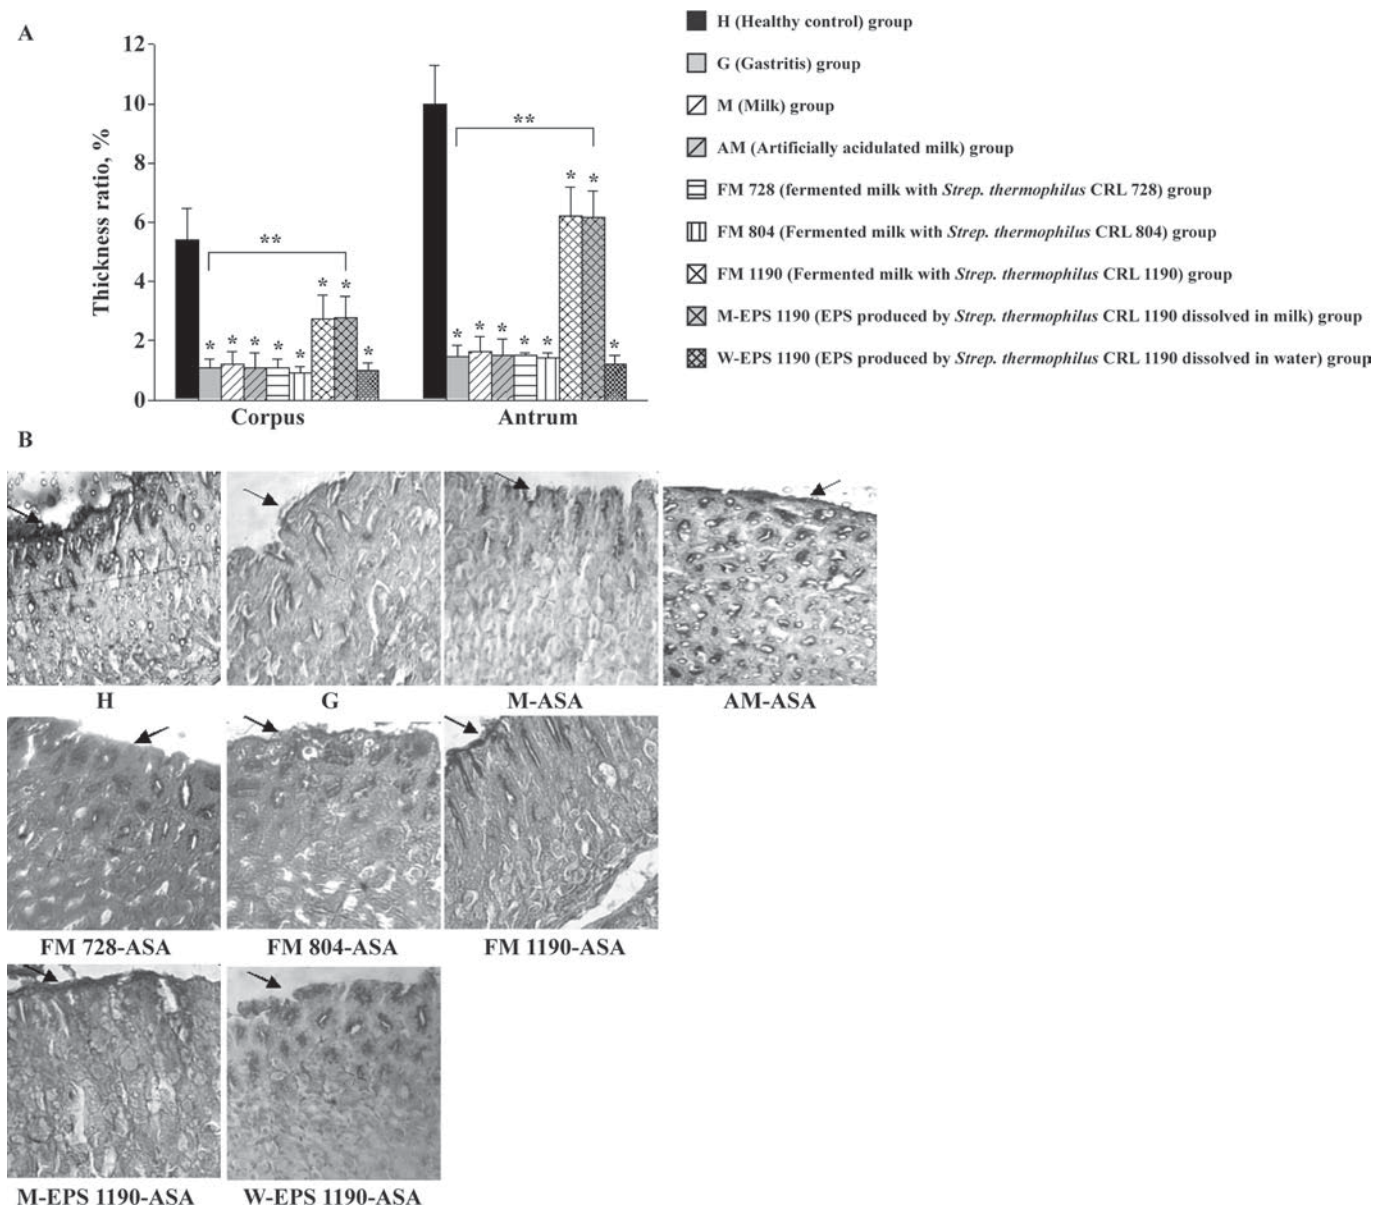 A
12
10
8
6
4
2
0
Thickness ratio, %
**
**
* * * * * * * *
* * * * * * * *
Corpus
Antrum
H (Healthy control) group
G (Gastritis) group
M (Milk) group
AM (Artificially acidulated milk) group
FM 728 (fermented milk with Strep. thermophilus CRL 728) group
FM 804 (Fermented milk with Strep. thermophilus CRL 804) group
FM 1190 (Fermented milk with Strep. thermophilus CRL 1190) group
M-EPS 1190 (EPS produced by Strep. thermophilus CRL 1190 dissolved in milk) group
W-EPS 1190 (EPS produced by Strep. thermophilus CRL 1190 dissolved in water) group
B
H
G
M-ASA
AM-ASA
FM 728-ASA
FM 804-ASA
FM 1190-ASA
M-EPS 1190-ASA
W-EPS 1190-ASA